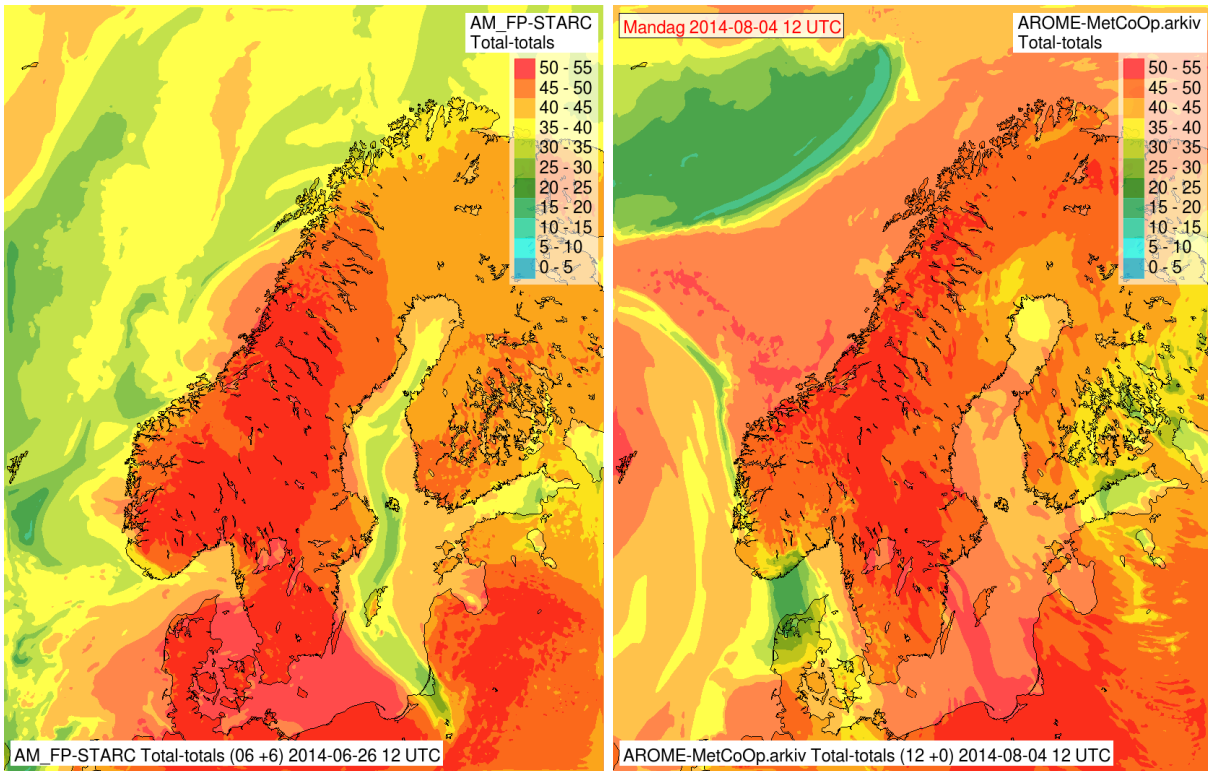 AM_FP-STARC
Total-totals
50 - 55
45 - 50
40 - 45
35 - 40
30 - 35
25 - 30
20 - 25
15 - 20
10 - 15
5 - 10
0 - 5
AM_FP-STARC Total-totals (06 +6) 2014-06-26 12 UTC
Mandag 2014-08-04 12 UTC
AROME-MetCoOp.arkiv
Total-totals
50 - 55
45 - 50
40 - 45
35 - 40
30 - 35
25 - 30
20 - 25
15 - 20
10 - 15
5 - 10
0 - 5
AROME-MetCoOp.arkiv Total-totals (12 +0) 2014-08-04 12 UTC